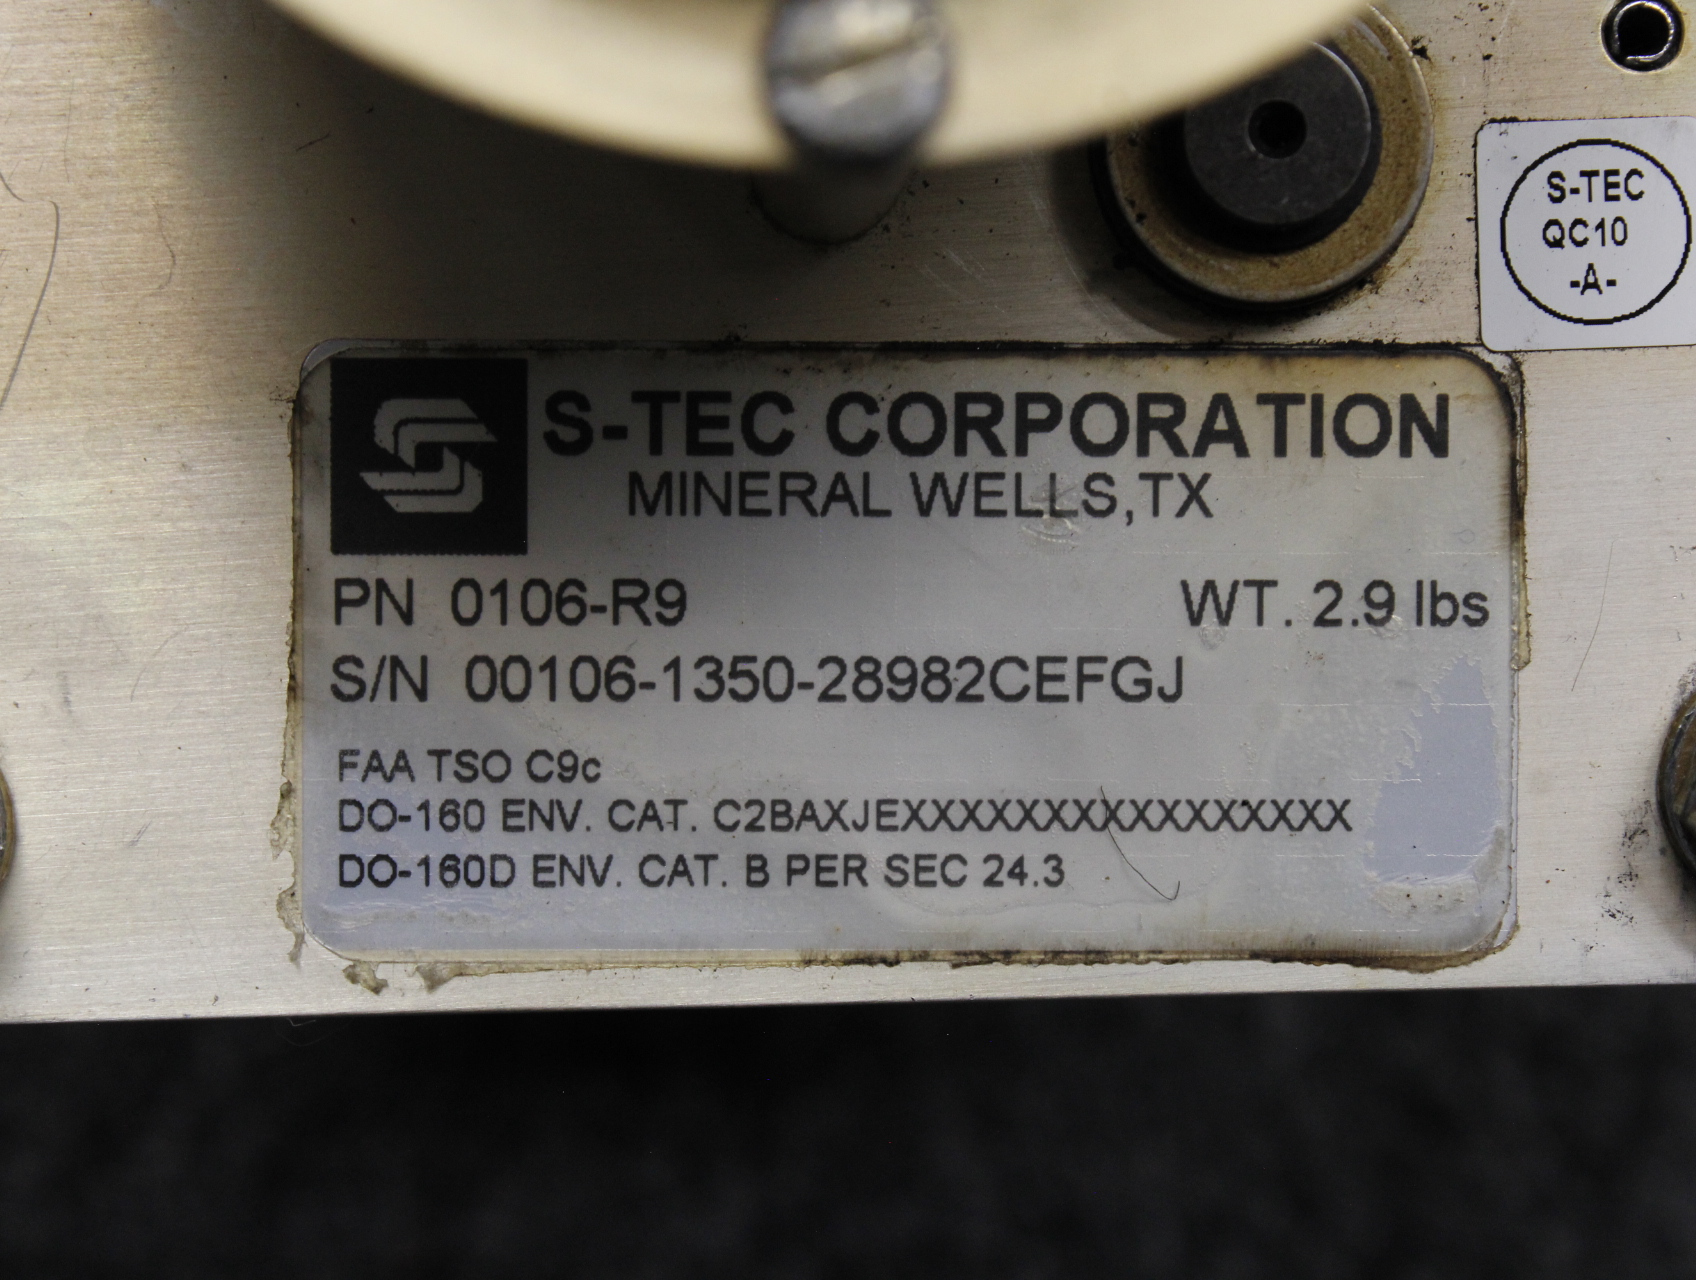 S-TEC
QC10
-A-
S-TEC CORPORATION
MINERAL WELLS,TX
PN 0106-R9 WT. 2.9 lbs
S/N 00106-1350-28982CEFGJ
FAA TSO C9c
DO-160 ENV. CAT. C2BAXJEXXXXXXXXXXXXXXXXX
DO-160D ENV. CAT. B PER SEC 24.3